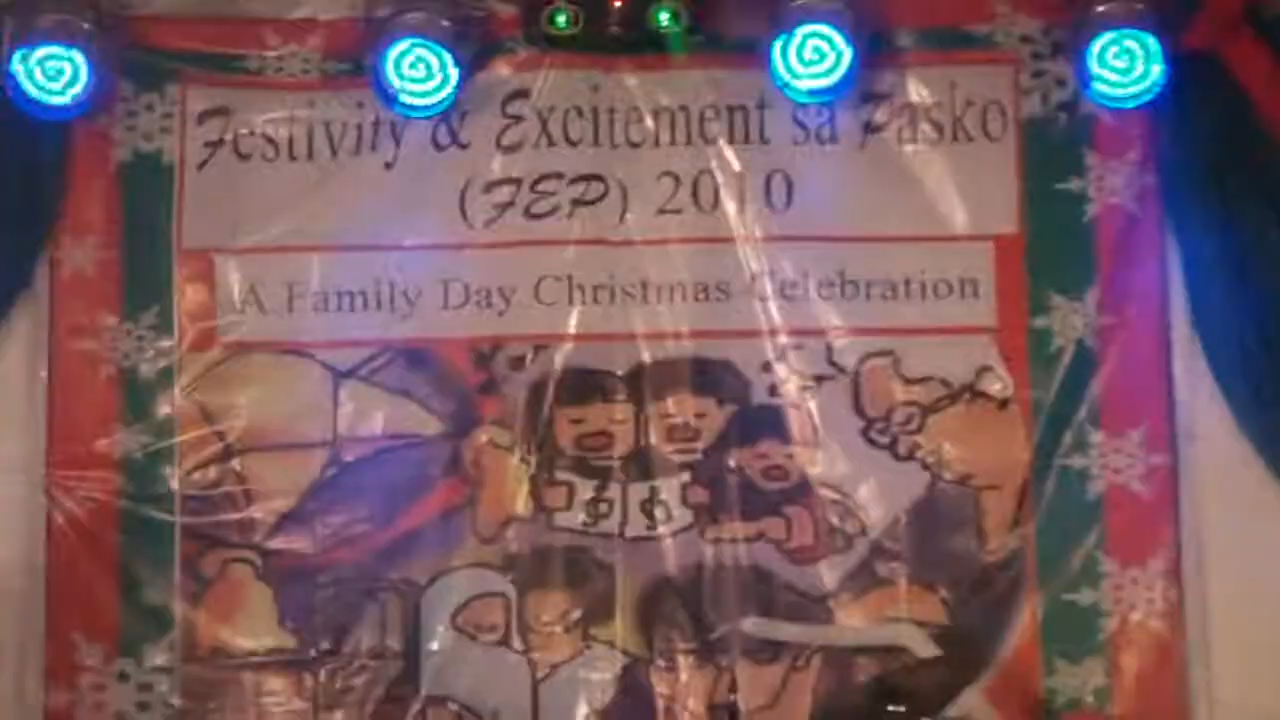 Festivity & Excitement sa Pasko
(FEP) 2010
A Family Day Christmas Celebration